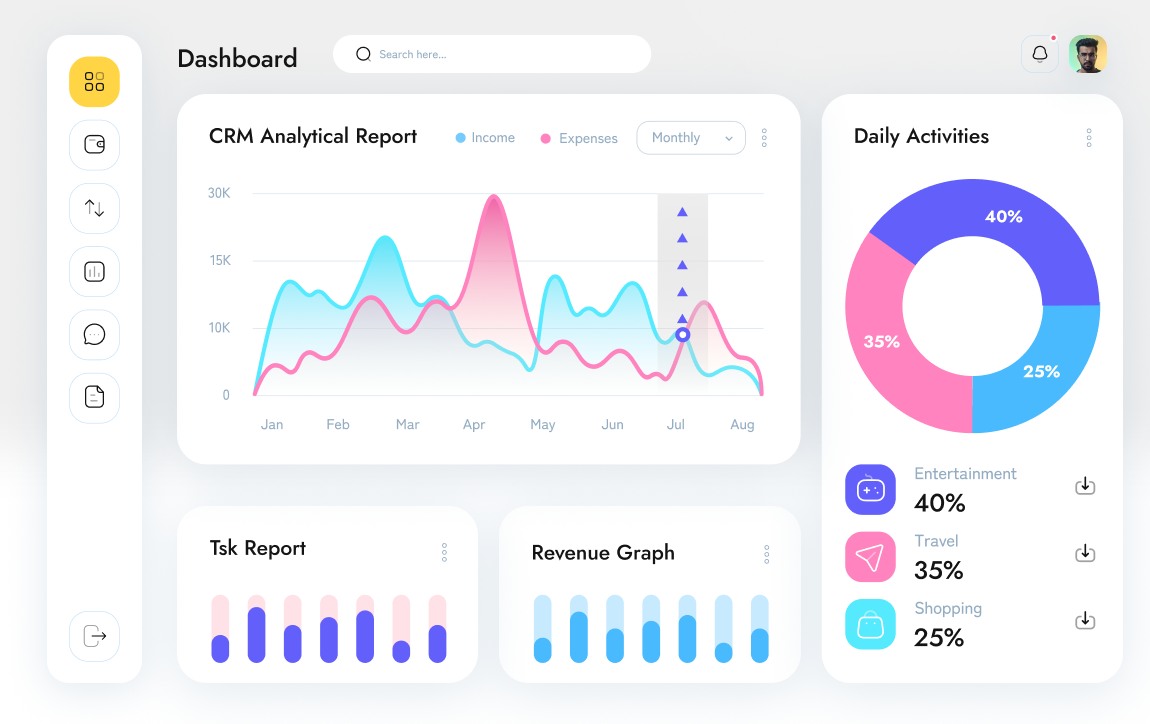 Dashboard
Search here...
CRM Analytical Report
Income
Expenses
Monthly
30K
15K
10K
0
Jan
Feb
Mar
Apr
May
Jun
Jul
Aug
Daily Activities
40%
35%
25%
Entertainment
40%
Travel
35%
Shopping
25%
Tsk Report
Revenue Graph